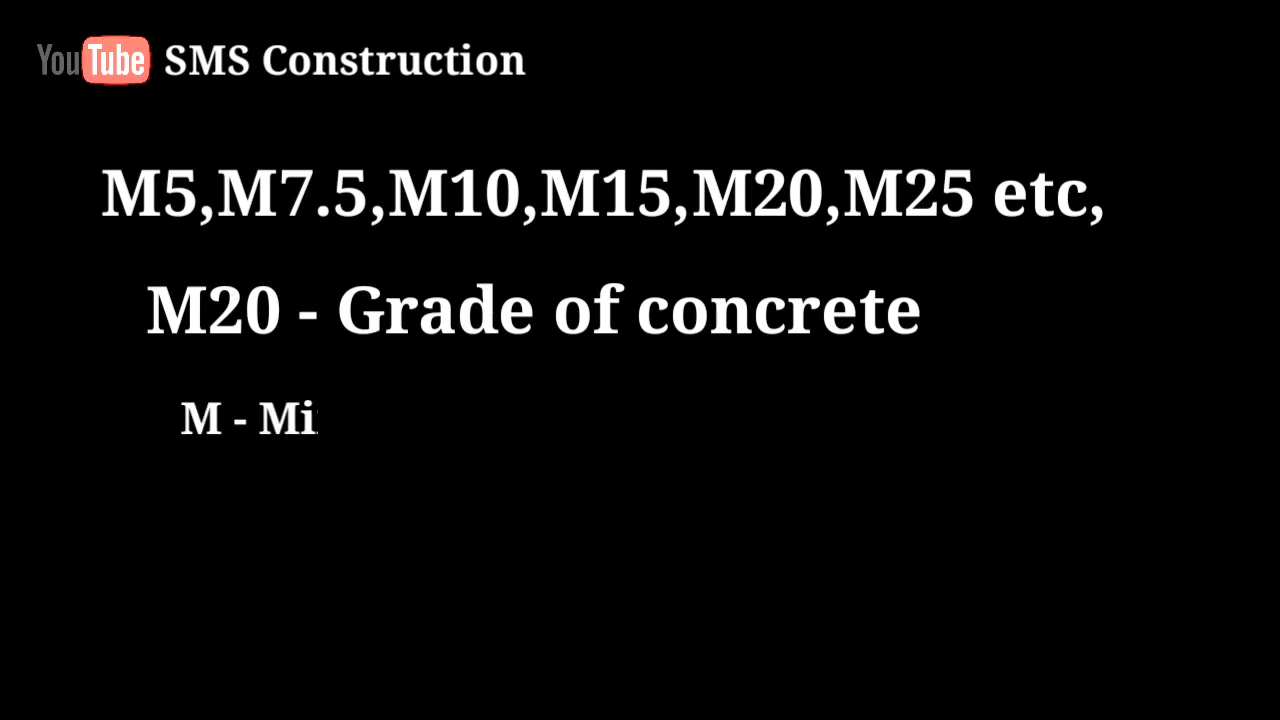 YouTube SMS Construction
M5,M7.5,M10,M15,M20,M25 etc,
M20 - Grade of concrete
M - Mi